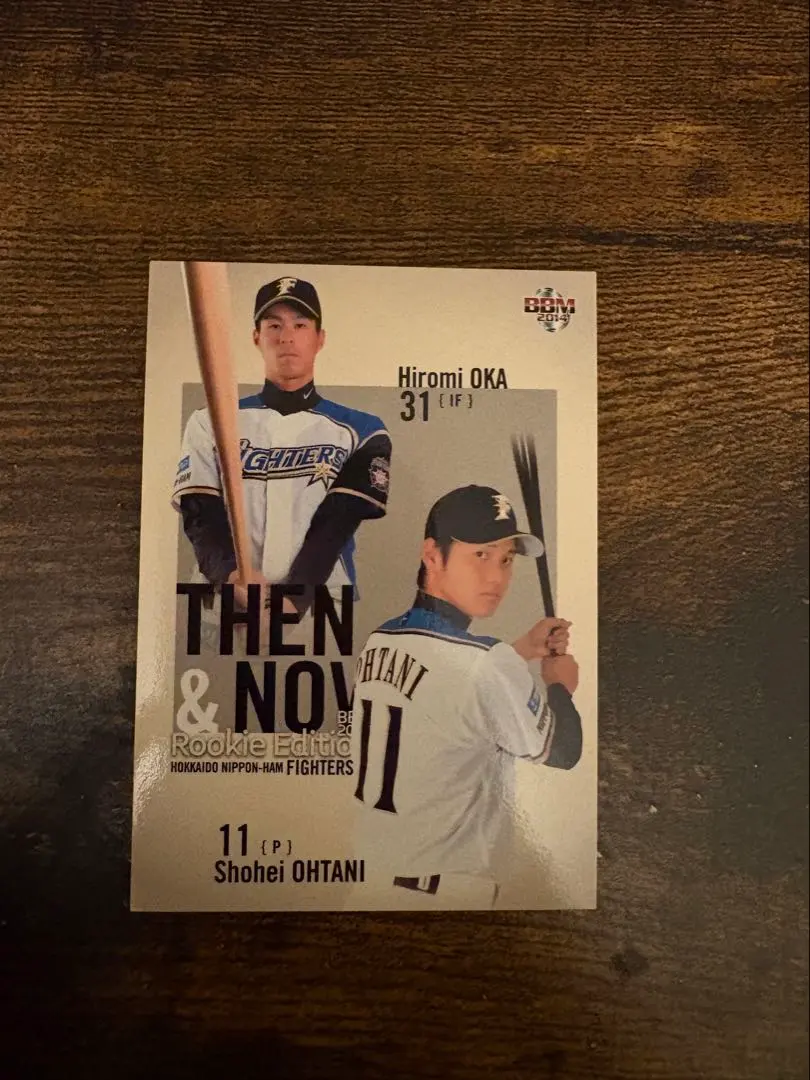 BBM
2014
Hiromi OKA
31 { IF }
FIGHTERS
THEN
& NOW
Rookie Editio
HOKKAIDO NIPPON-HAM FIGHTERS
OHTANI
11
11 { P }
Shohei OHTANI